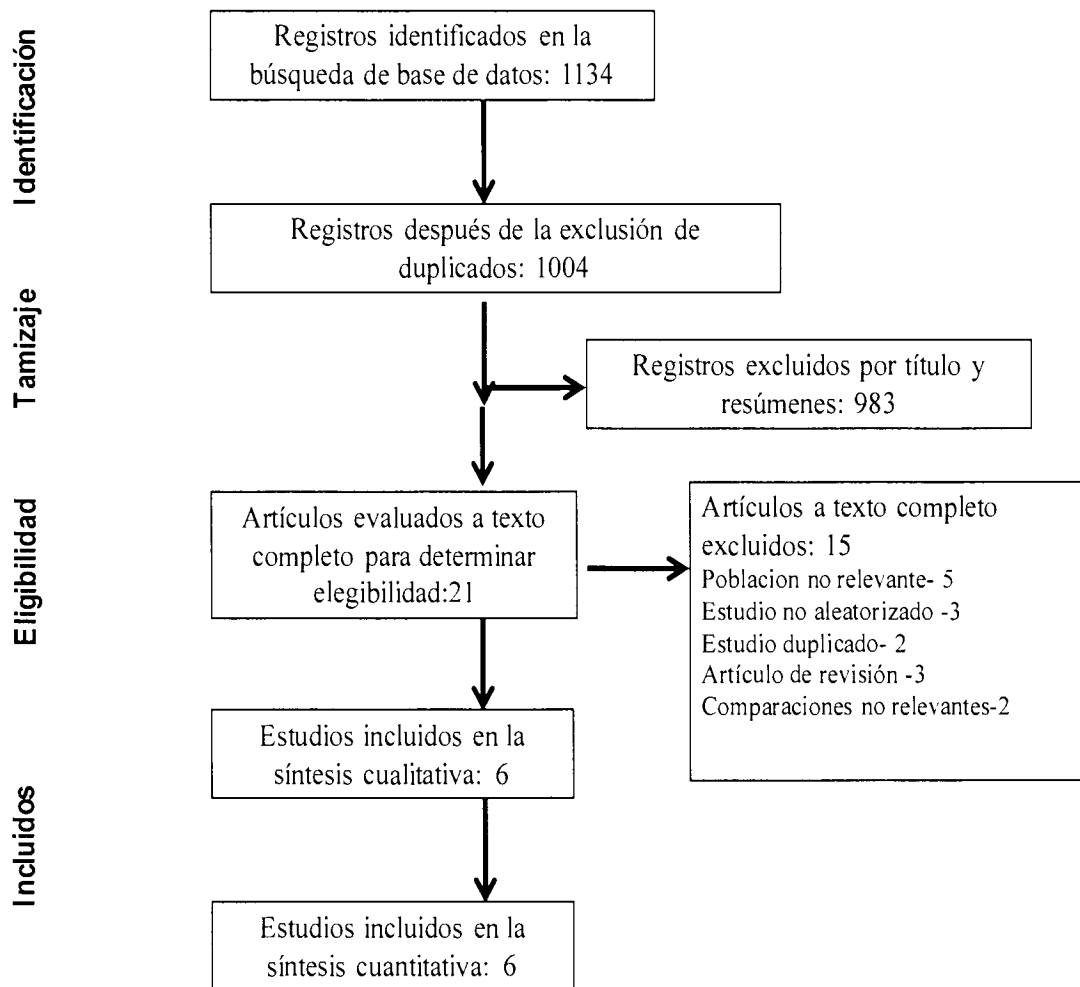 Identificación
Registros identificados en la
búsqueda de base de datos: 1134
Registros después de la exclusión de
duplicados: 1004
Tamizaje
Registros excluidos por título y
resúmenes: 983
Eligibilidad
Artículos evaluados a texto
completo para determinar
elegibilidad:21
Artículos a texto completo
excluidos: 15
Poblacion no relevante- 5
Estudio no aleatorizado -3
Estudio duplicado- 2
Artículo de revisión -3
Comparaciones no relevantes-2
Incluidos
Estudios incluidos en la
síntesis cualitativa: 6
Estudios incluidos en la
síntesis cuantitativa: 6